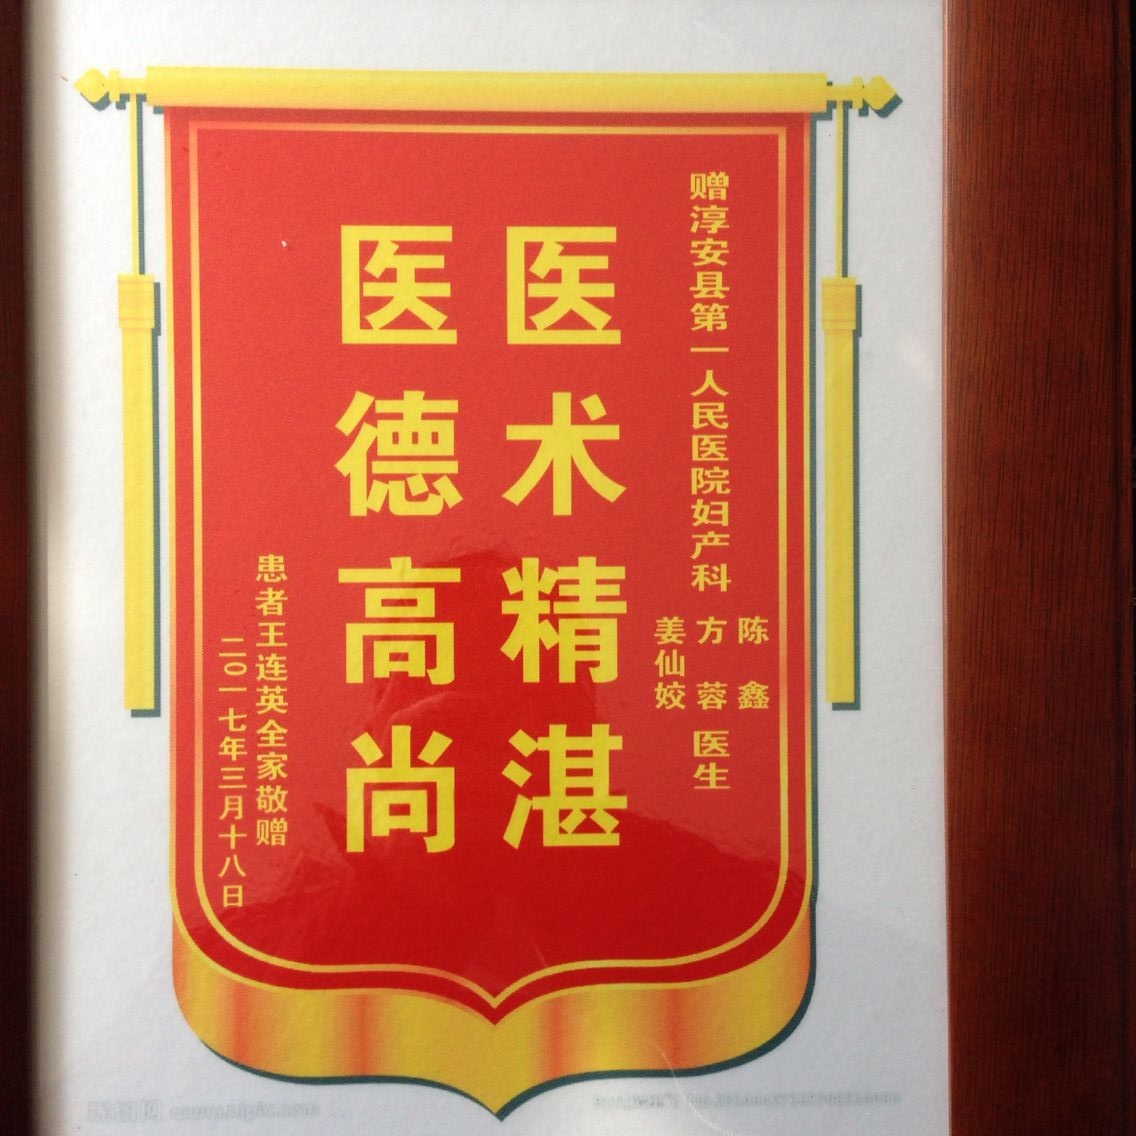 赠淳安县第一人民医院妇产科
陈鑫
方蓉
姜仙姣
医生
医术精湛
医德高尚
患者王连英全家敬赠
二〇一七年三月十八日